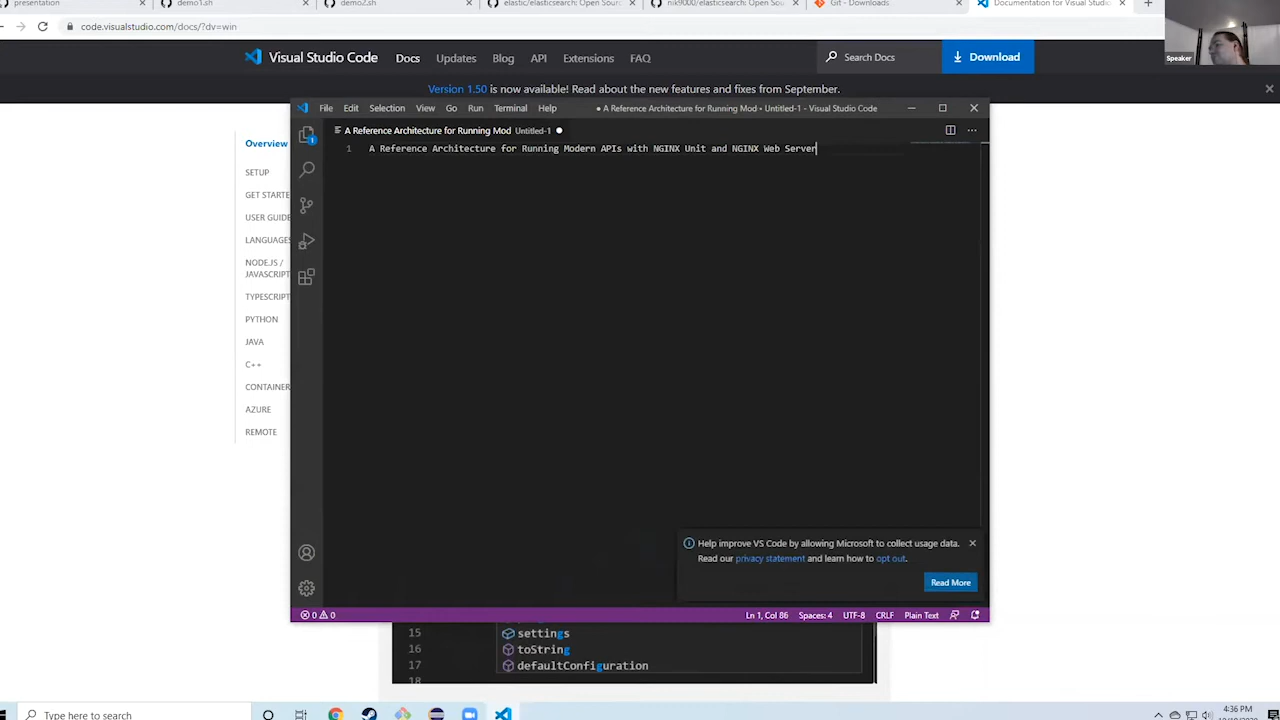 presentation
demo1.sh
demo2.sh
elastic/elasticsearch: Open Sour
nik9000/elasticsearch: Open Sou
Git - Downloads
Documentation for Visual Studio
code.visualstudio.com/docs/?dv=win
Speaker
Visual Studio Code
Docs
Updates
Blog
API
Extensions
FAQ
Search Docs
Download
Version 1.50 is now available! Read about the new features and fixes from September.
File Edit Selection View Go Run Terminal Help
● A Reference Architecture for Running Mod • Untitled-1 - Visual Studio Code
A Reference Architecture for Running Mod Untitled-1 ●
1 A Reference Architecture for Running Modern APIs with NGINX Unit and NGINX Web Server
1
Overview
SETUP
GET STARTE
USER GUIDE
LANGUAGES
NODE.JS /
JAVASCRIPT
TYPESCRIPT
PYTHON
JAVA
C++
CONTAINER
AZURE
REMOTE
Help improve VS Code by allowing Microsoft to collect usage data.
Read our privacy statement and learn how to opt out.
Read More
0 0
Ln 1, Col 86 Spaces: 4 UTF-8 CRLF Plain Text
15 settings
16 toString
17 defaultConfiguration
18
Type here to search
4:36 PM